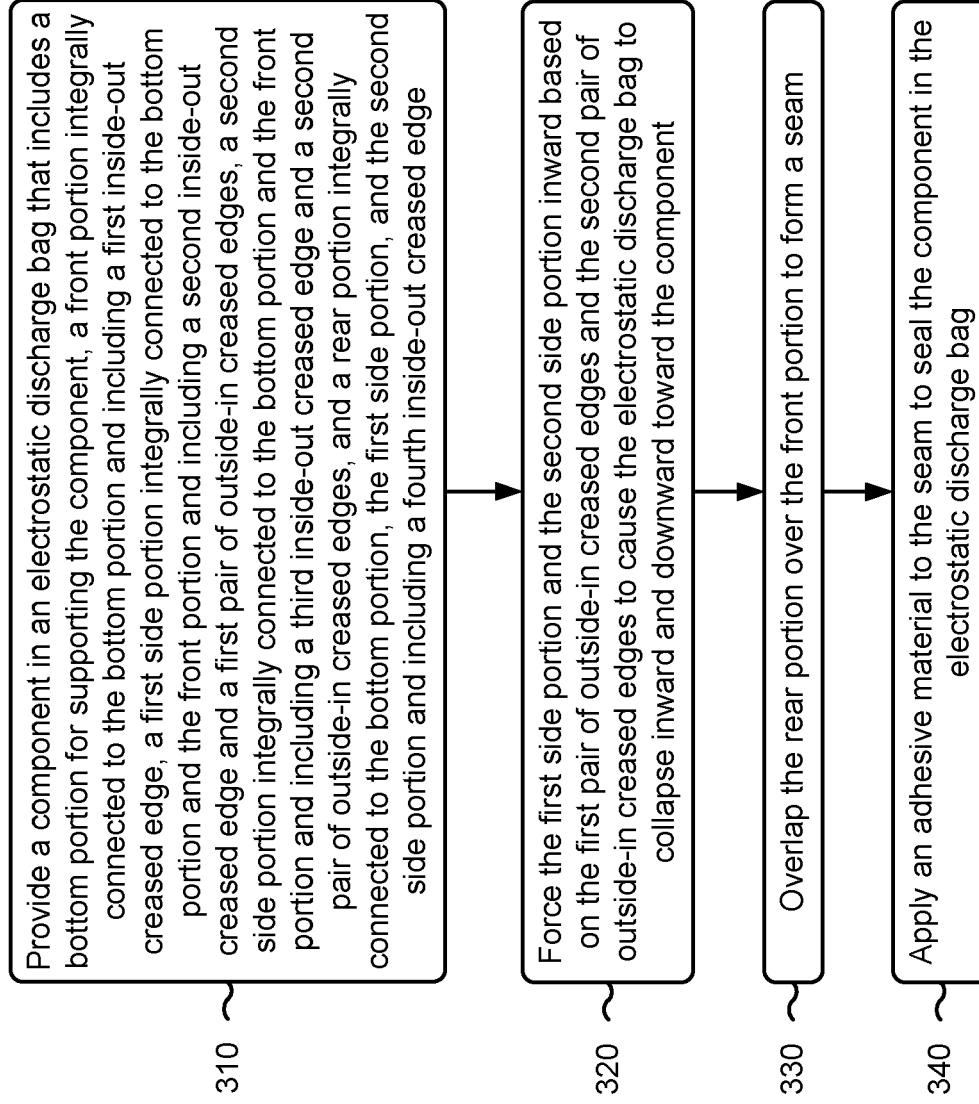 310
Provide a component in an electrostatic discharge bag that includes a
bottom portion for supporting the component, a front portion integrally
connected to the bottom portion and including a first inside-out
creased edge, a first side portion integrally connected to the bottom
portion and the front portion and including a second inside-out
creased edge and a first pair of outside-in creased edges, a second
side portion integrally connected to the bottom portion and the front
portion and including a third inside-out creased edge and a second
pair of outside-in creased edges, and a rear portion integrally
connected to the bottom portion, the first side portion, and the second
side portion and including a fourth inside-out creased edge
320
Force the first side portion and the second side portion inward based
on the first pair of outside-in creased edges and the second pair of
outside-in creased edges to cause the electrostatic discharge bag to
collapse inward and downward toward the component
330
Overlap the rear portion over the front portion to form a seam
340
Apply an adhesive material to the seam to seal the component in the
electrostatic discharge bag